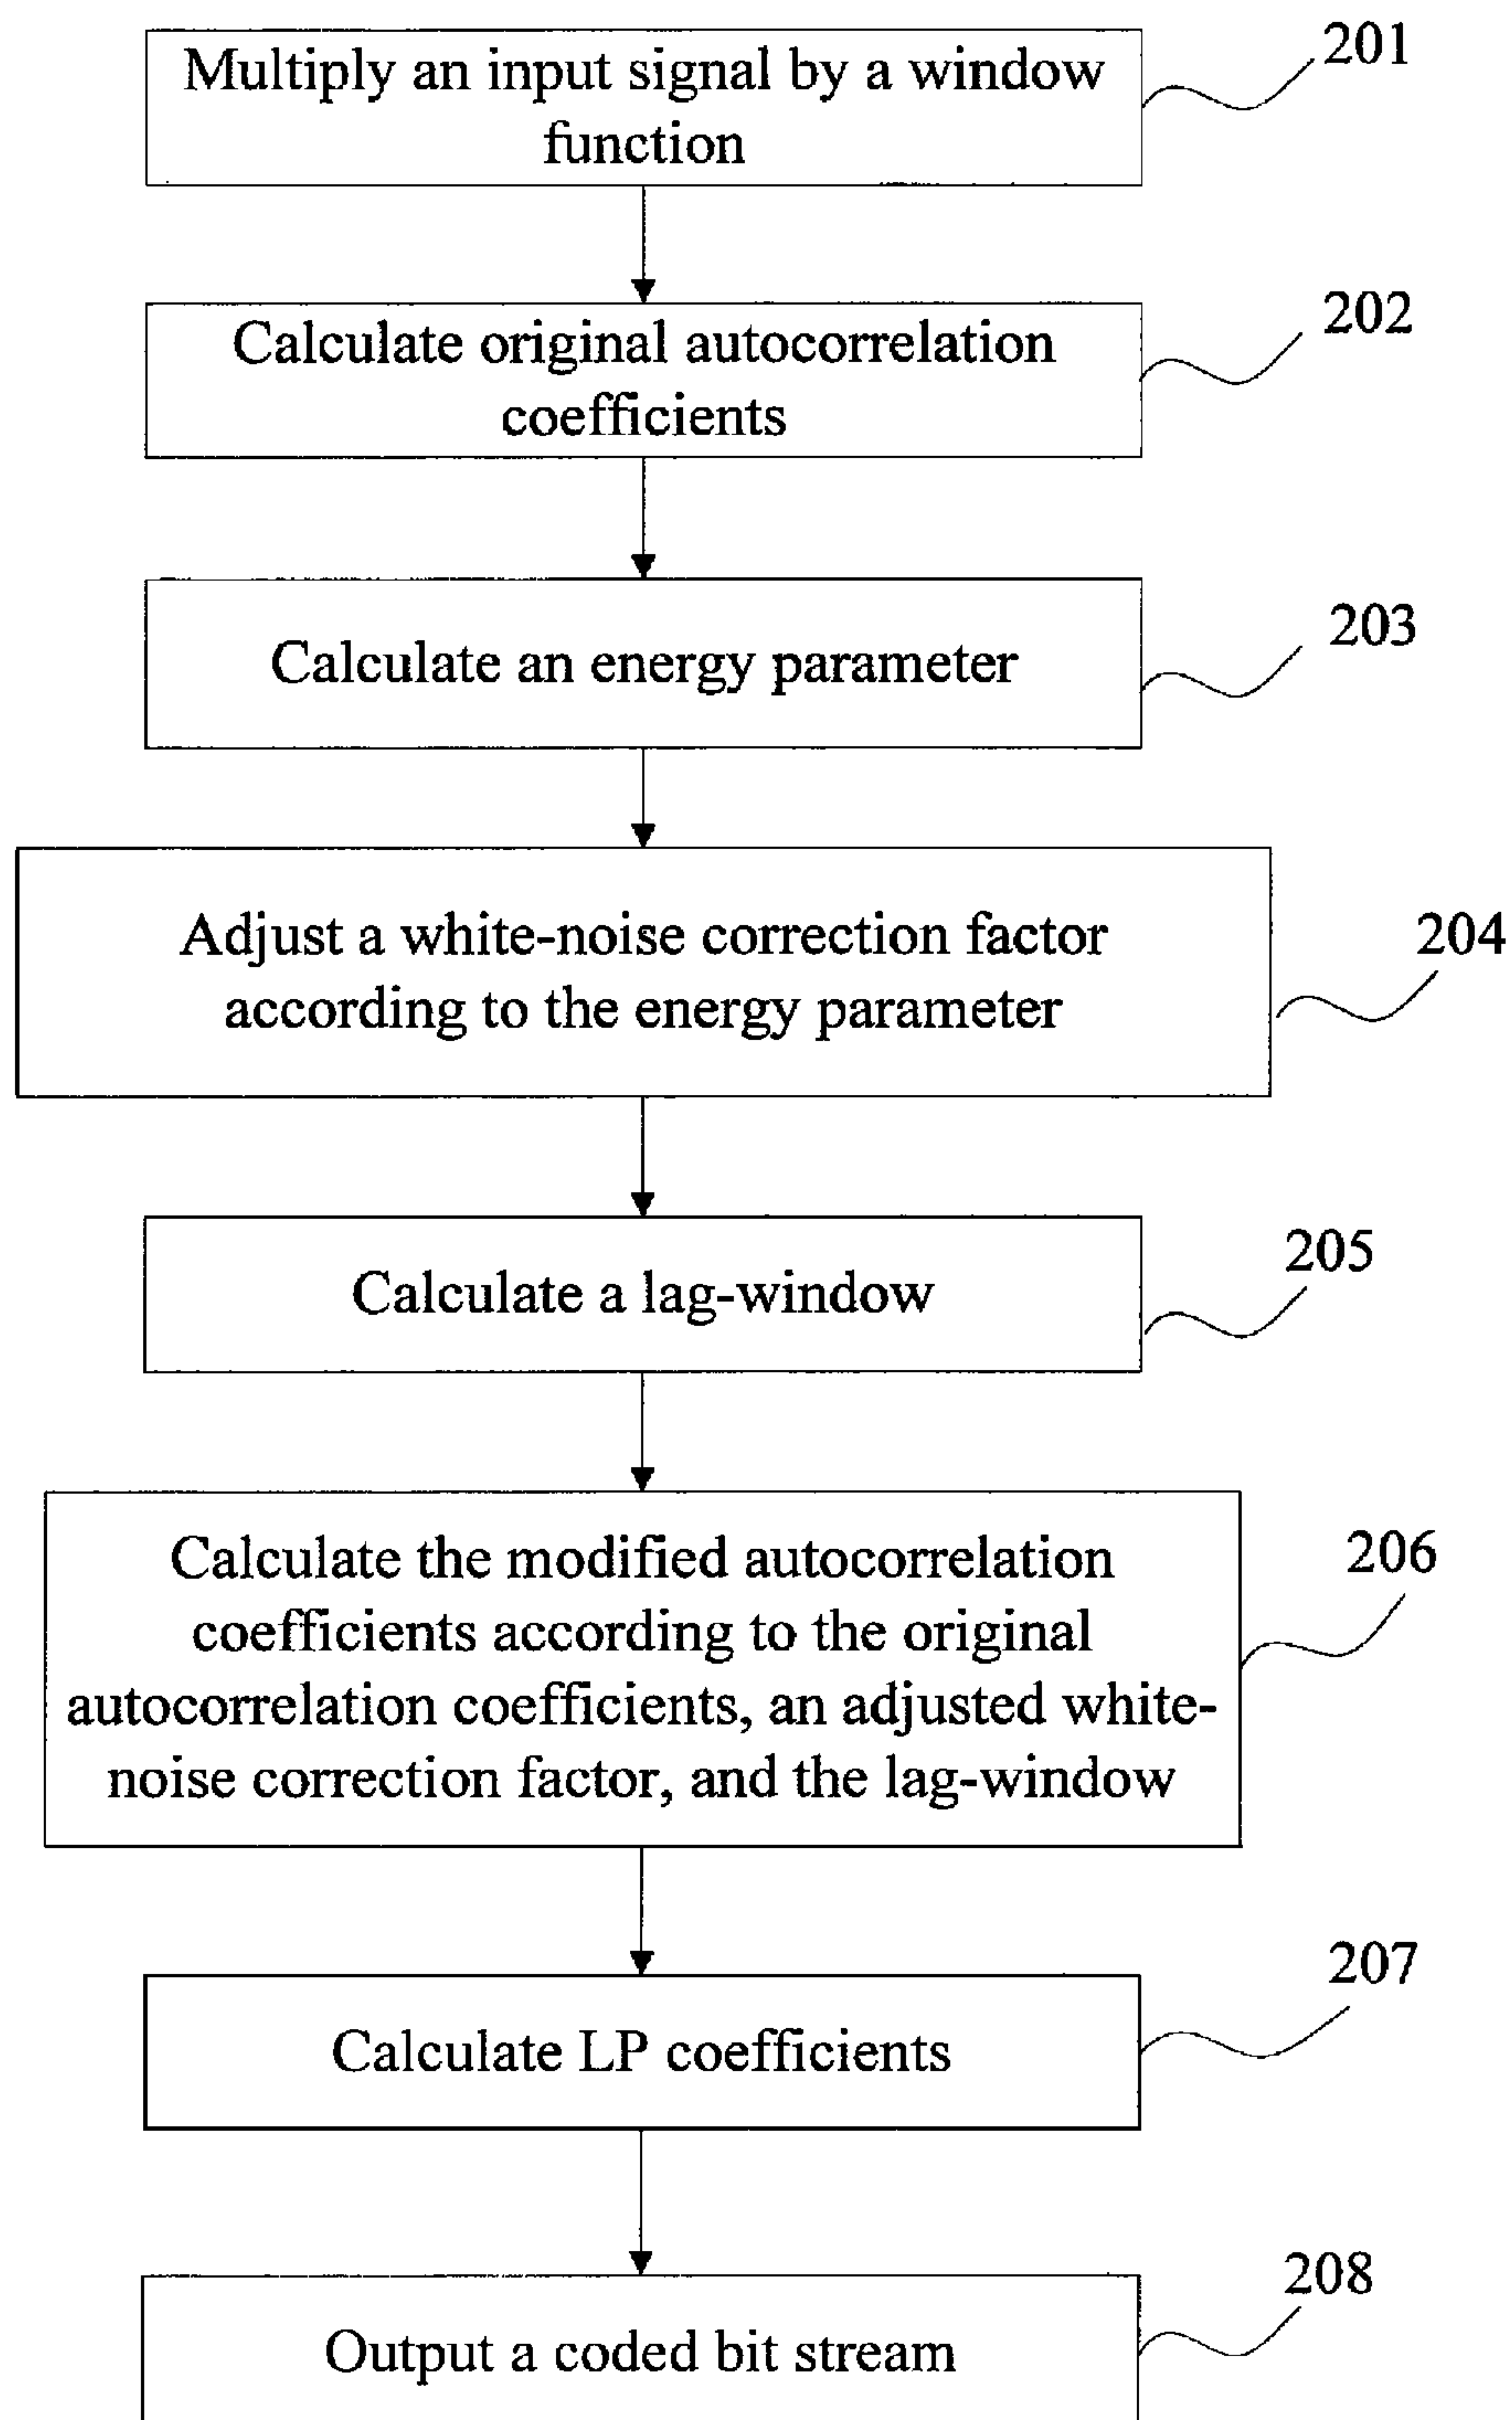 Multiply an input signal by a window
function
201
Calculate original autocorrelation
coefficients
202
Calculate an energy parameter
203
Adjust a white-noise correction factor
according to the energy parameter
204
Calculate a lag-window
205
Calculate the modified autocorrelation
coefficients according to the original
autocorrelation coefficients, an adjusted white-
noise correction factor, and the lag-window
206
Calculate LP coefficients
207
Output a coded bit stream
208